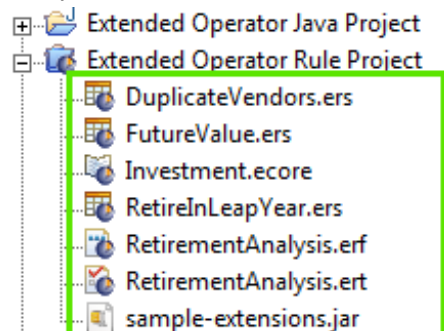 Extended Operator Java Project
Extended Operator Rule Project
DuplicateVendors.ers
FutureValue.ers
Investment.ecore
RetireInLeapYear.ers
RetirementAnalysis.erf
RetirementAnalysis.ert
sample-extensions.jar